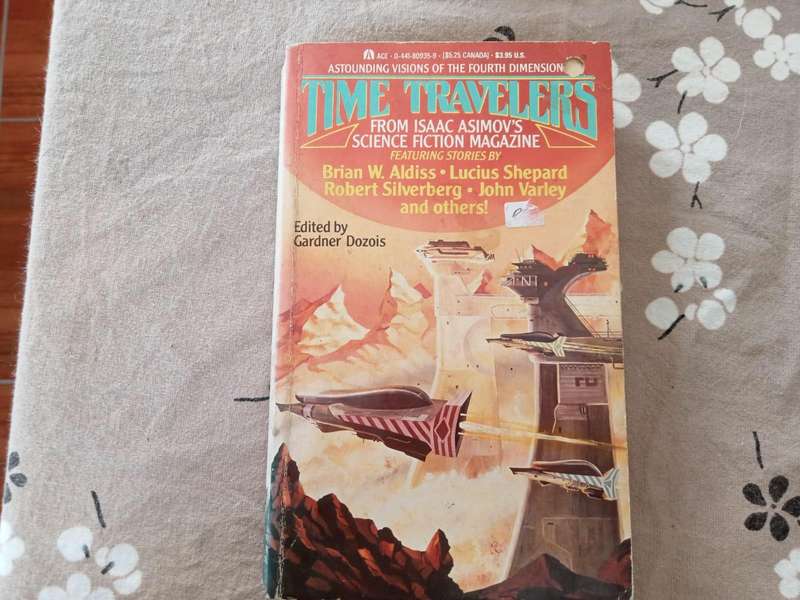 ACE • 0-441-80935-9 • ($5.25 CANADA) • $3.95 U.S.
ASTOUNDING VISIONS OF THE FOURTH DIMENSION
TIME TRAVELERS
FROM ISAAC ASIMOV'S
SCIENCE FICTION MAGAZINE
FEATURING STORIES BY
Brian W. Aldiss • Lucius Shepard
Robert Silverberg • John Varley
and others!
Edited by
Gardner Dozois